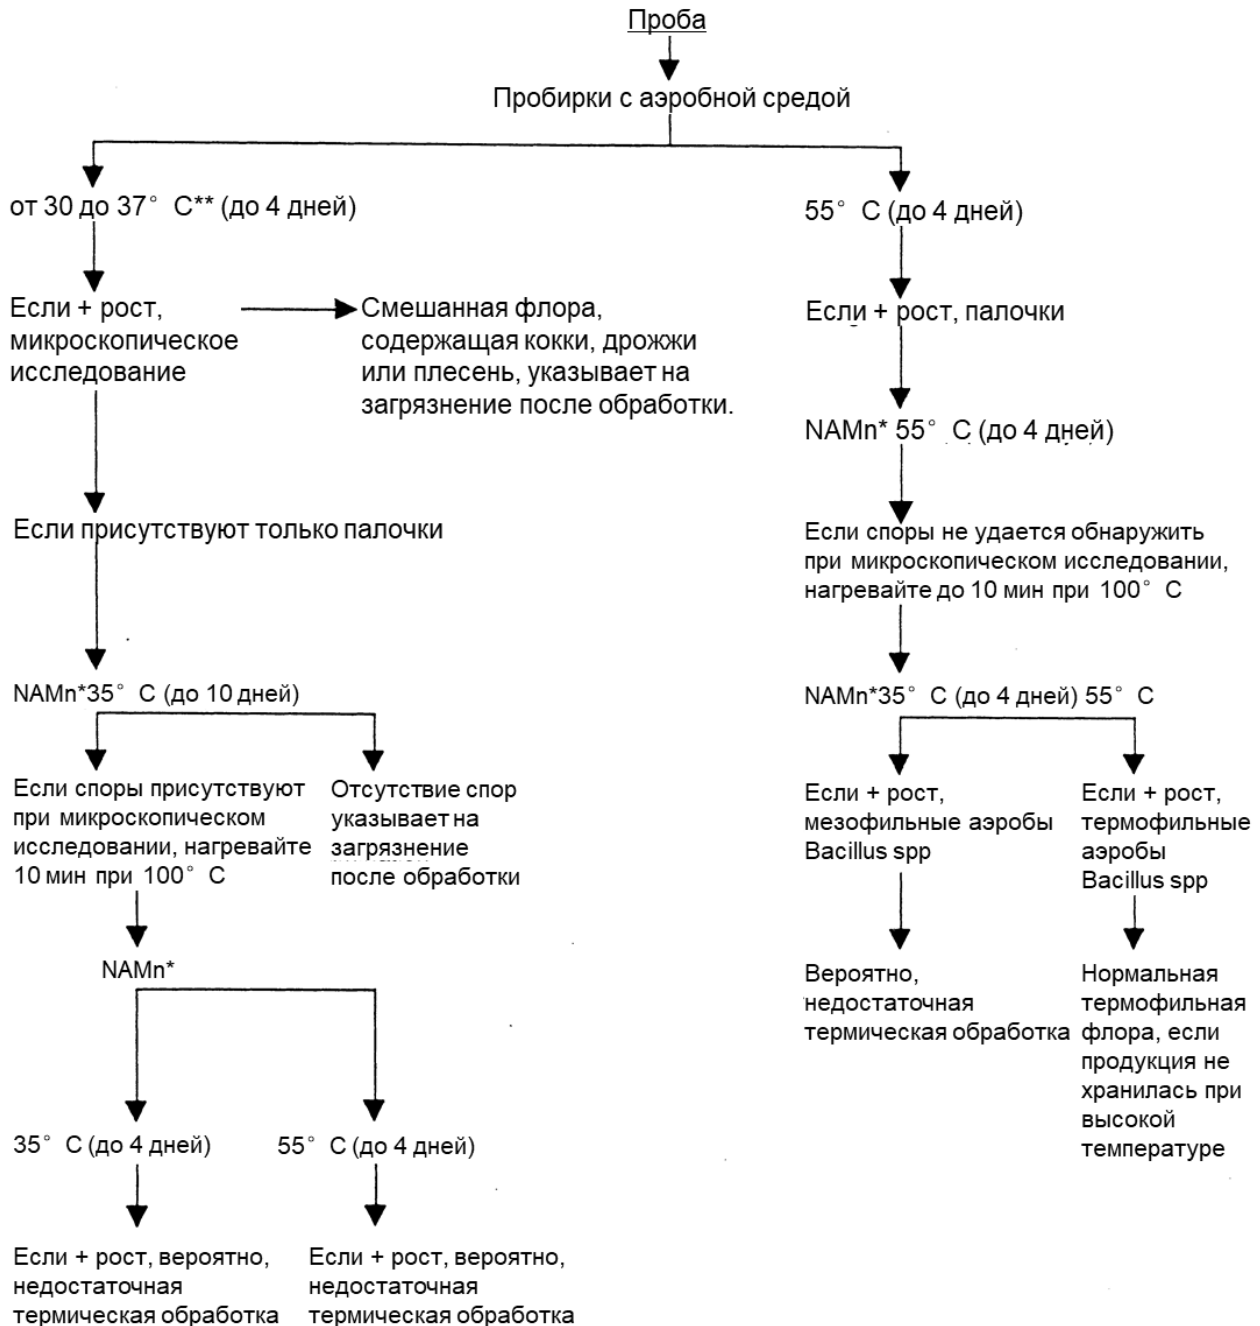 Проба
Пробирки с аэробной средой
от 30 до 37° C** (до 4 дней)
55° C (до 4 дней)
Если + рост,
микроскопическое
исследование
Смешанная флора,
содержащая кокки, дрожжи
или плесень, указывает на
загрязнение после обработки.
Если + рост, палочки
NAMn* 55° C (до 4 дней)
Если присутствуют только палочки
Если споры не удается обнаружить
при микроскопическом исследовании,
нагревайте до 10 мин при 100° C
NAMn*35° C (до 10 дней)
NAMn*35° C (до 4 дней) 55° C
Если споры присутствуют
при микроскопическом
исследовании, нагревайте
10 мин при 100° C
Отсутствие спор
указывает на
загрязнение
после обработки
Если + рост,
мезофильные аэробы
Bacillus spp
Если + рост,
термофильные
аэробы
Bacillus spp
NAMn*
Вероятно,
недостаточная
термическая обработка
Нормальная
термофильная
флора, если
продукция не
хранилась при
высокой
температуре
35° C (до 4 дней)
55° C (до 4 дней)
Если + рост, вероятно,
недостаточная
термическая обработка
Если + рост, вероятно,
недостаточная
термическая обработка